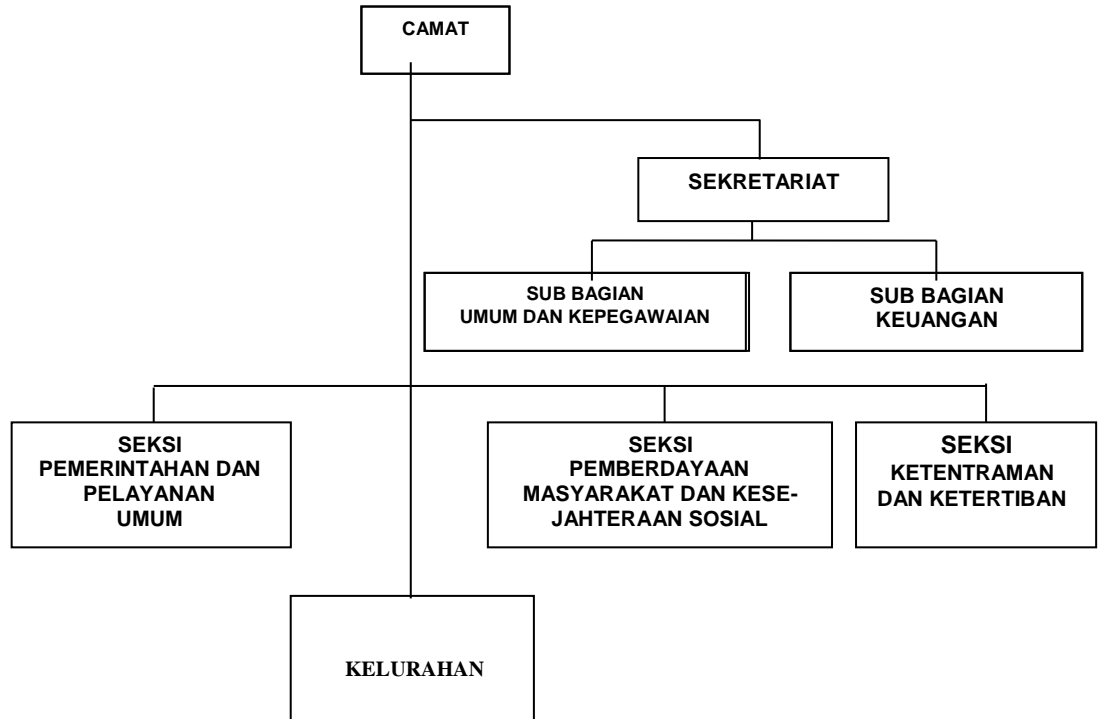 CAMAT
SEKRETARIAT
SUB BAGIAN
UMUM DAN KEPEGAWAIAN
SUB BAGIAN
KEUANGAN
SEKSI
PEMERINTAHAN DAN
PELAYANAN
UMUM
SEKSI
PEMBERDAYAAN
MASYARAKAT DAN KESE-
JAHTERAAN SOSIAL
SEKSI
KETENTRAMAN
DAN KETERTIBAN
KELURAHAN